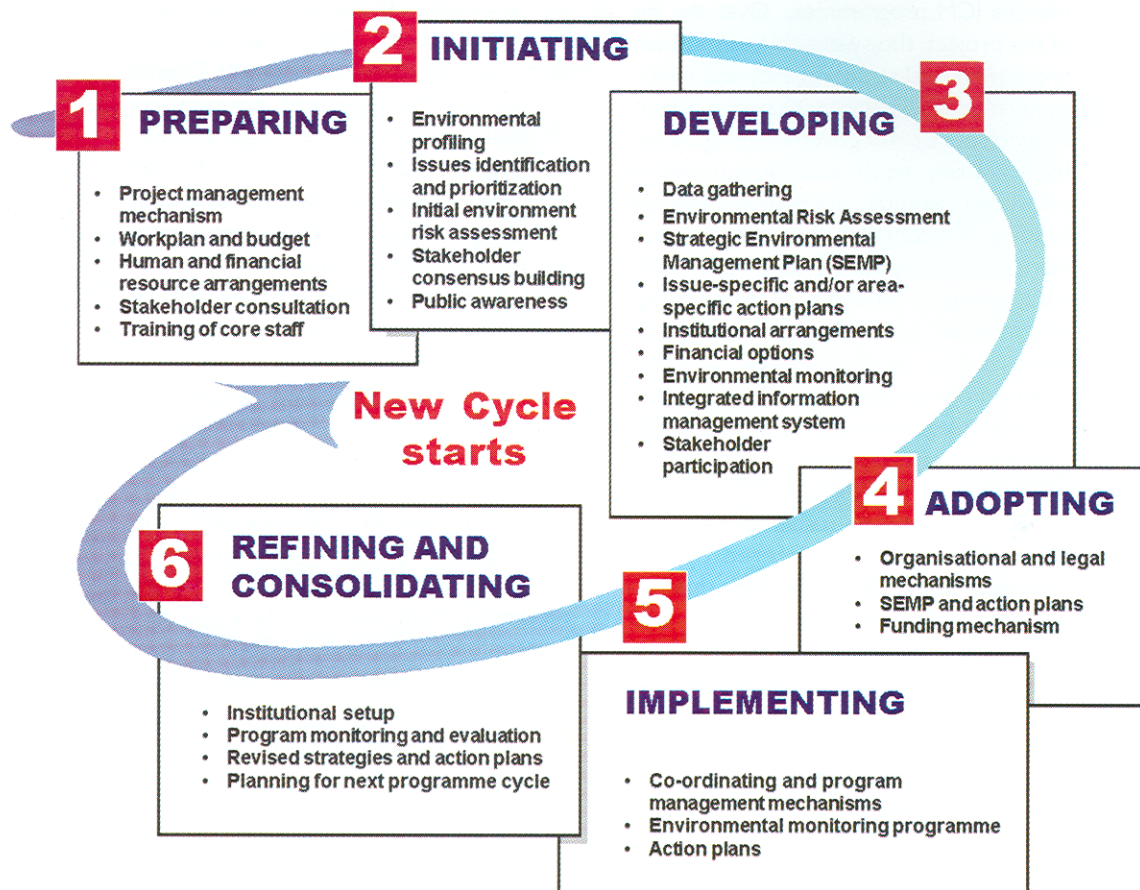 1
PREPARING
• Project management
mechanism
• Workplan and budget
• Human and financial
resource arrangements
• Stakeholder consultation
• Training of core staff
2
INITIATING
• Environmental
profiling
• Issues identification
and prioritization
• Initial environment
risk assessment
• Stakeholder
consensus building
• Public awareness
3
DEVELOPING
• Data gathering
• Environmental Risk Assessment
• Strategic Environmental
Management Plan (SEMP)
• Issue-specific and/or area-
specific action plans
• Institutional arrangements
• Financial options
• Environmental monitoring
• Integrated information
management system
• Stakeholder
participation
4
ADOPTING
• Organisational and legal
mechanisms
• SEMP and action plans
• Funding mechanism
5
IMPLEMENTING
• Co-ordinating and program
management mechanisms
• Environmental monitoring programme
• Action plans
6
REFINING AND
CONSOLIDATING
• Institutional setup
• Program monitoring and evaluation
• Revised strategies and action plans
• Planning for next programme cycle
New Cycle
starts